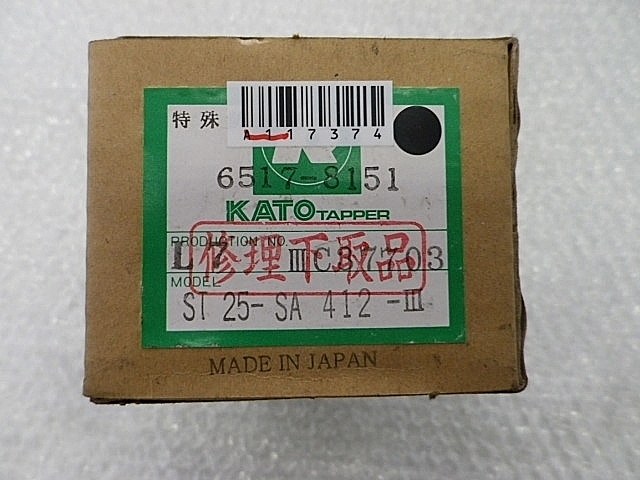 特殊
A117374
6517-8151
KATO TAPPER
PRODUCTION NO.
修理下取品
L ⅢC37703
MODEL
ST 25-SA 412-Ⅲ
MADE IN JAPAN